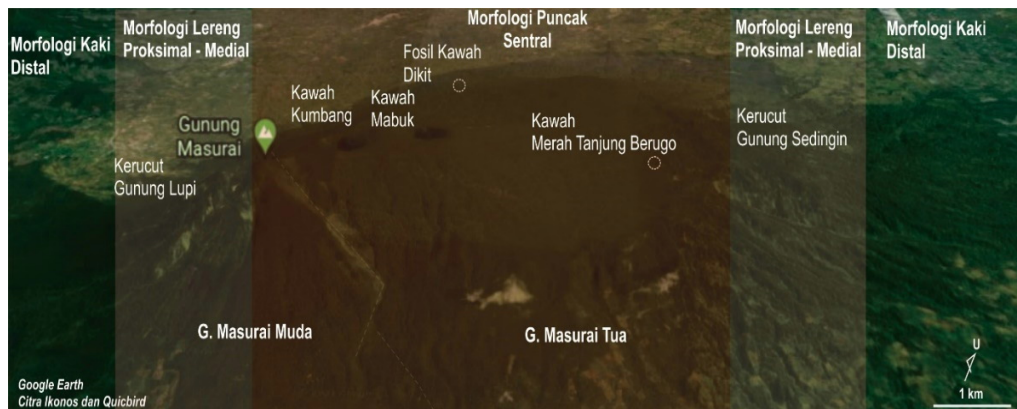 Morfologi Kaki
Distal
Morfologi Lereng
Proksimal - Medial
Morfologi Puncak
Sentral
Morfologi Lereng
Proksimal - Medial
Morfologi Kaki
Distal
Fosil Kawah
Dikit
Kawah
Kumbang
Kawah
Mabuk
Gunung
Masurai
Kawah
Merah Tanjung Berugo
Kerucut
Gunung Sedingin
Kerucut
Gunung Lupi
G. Masurai Muda
G. Masurai Tua
U
1 km
Google Earth
Citra Ikonos dan Quicbird